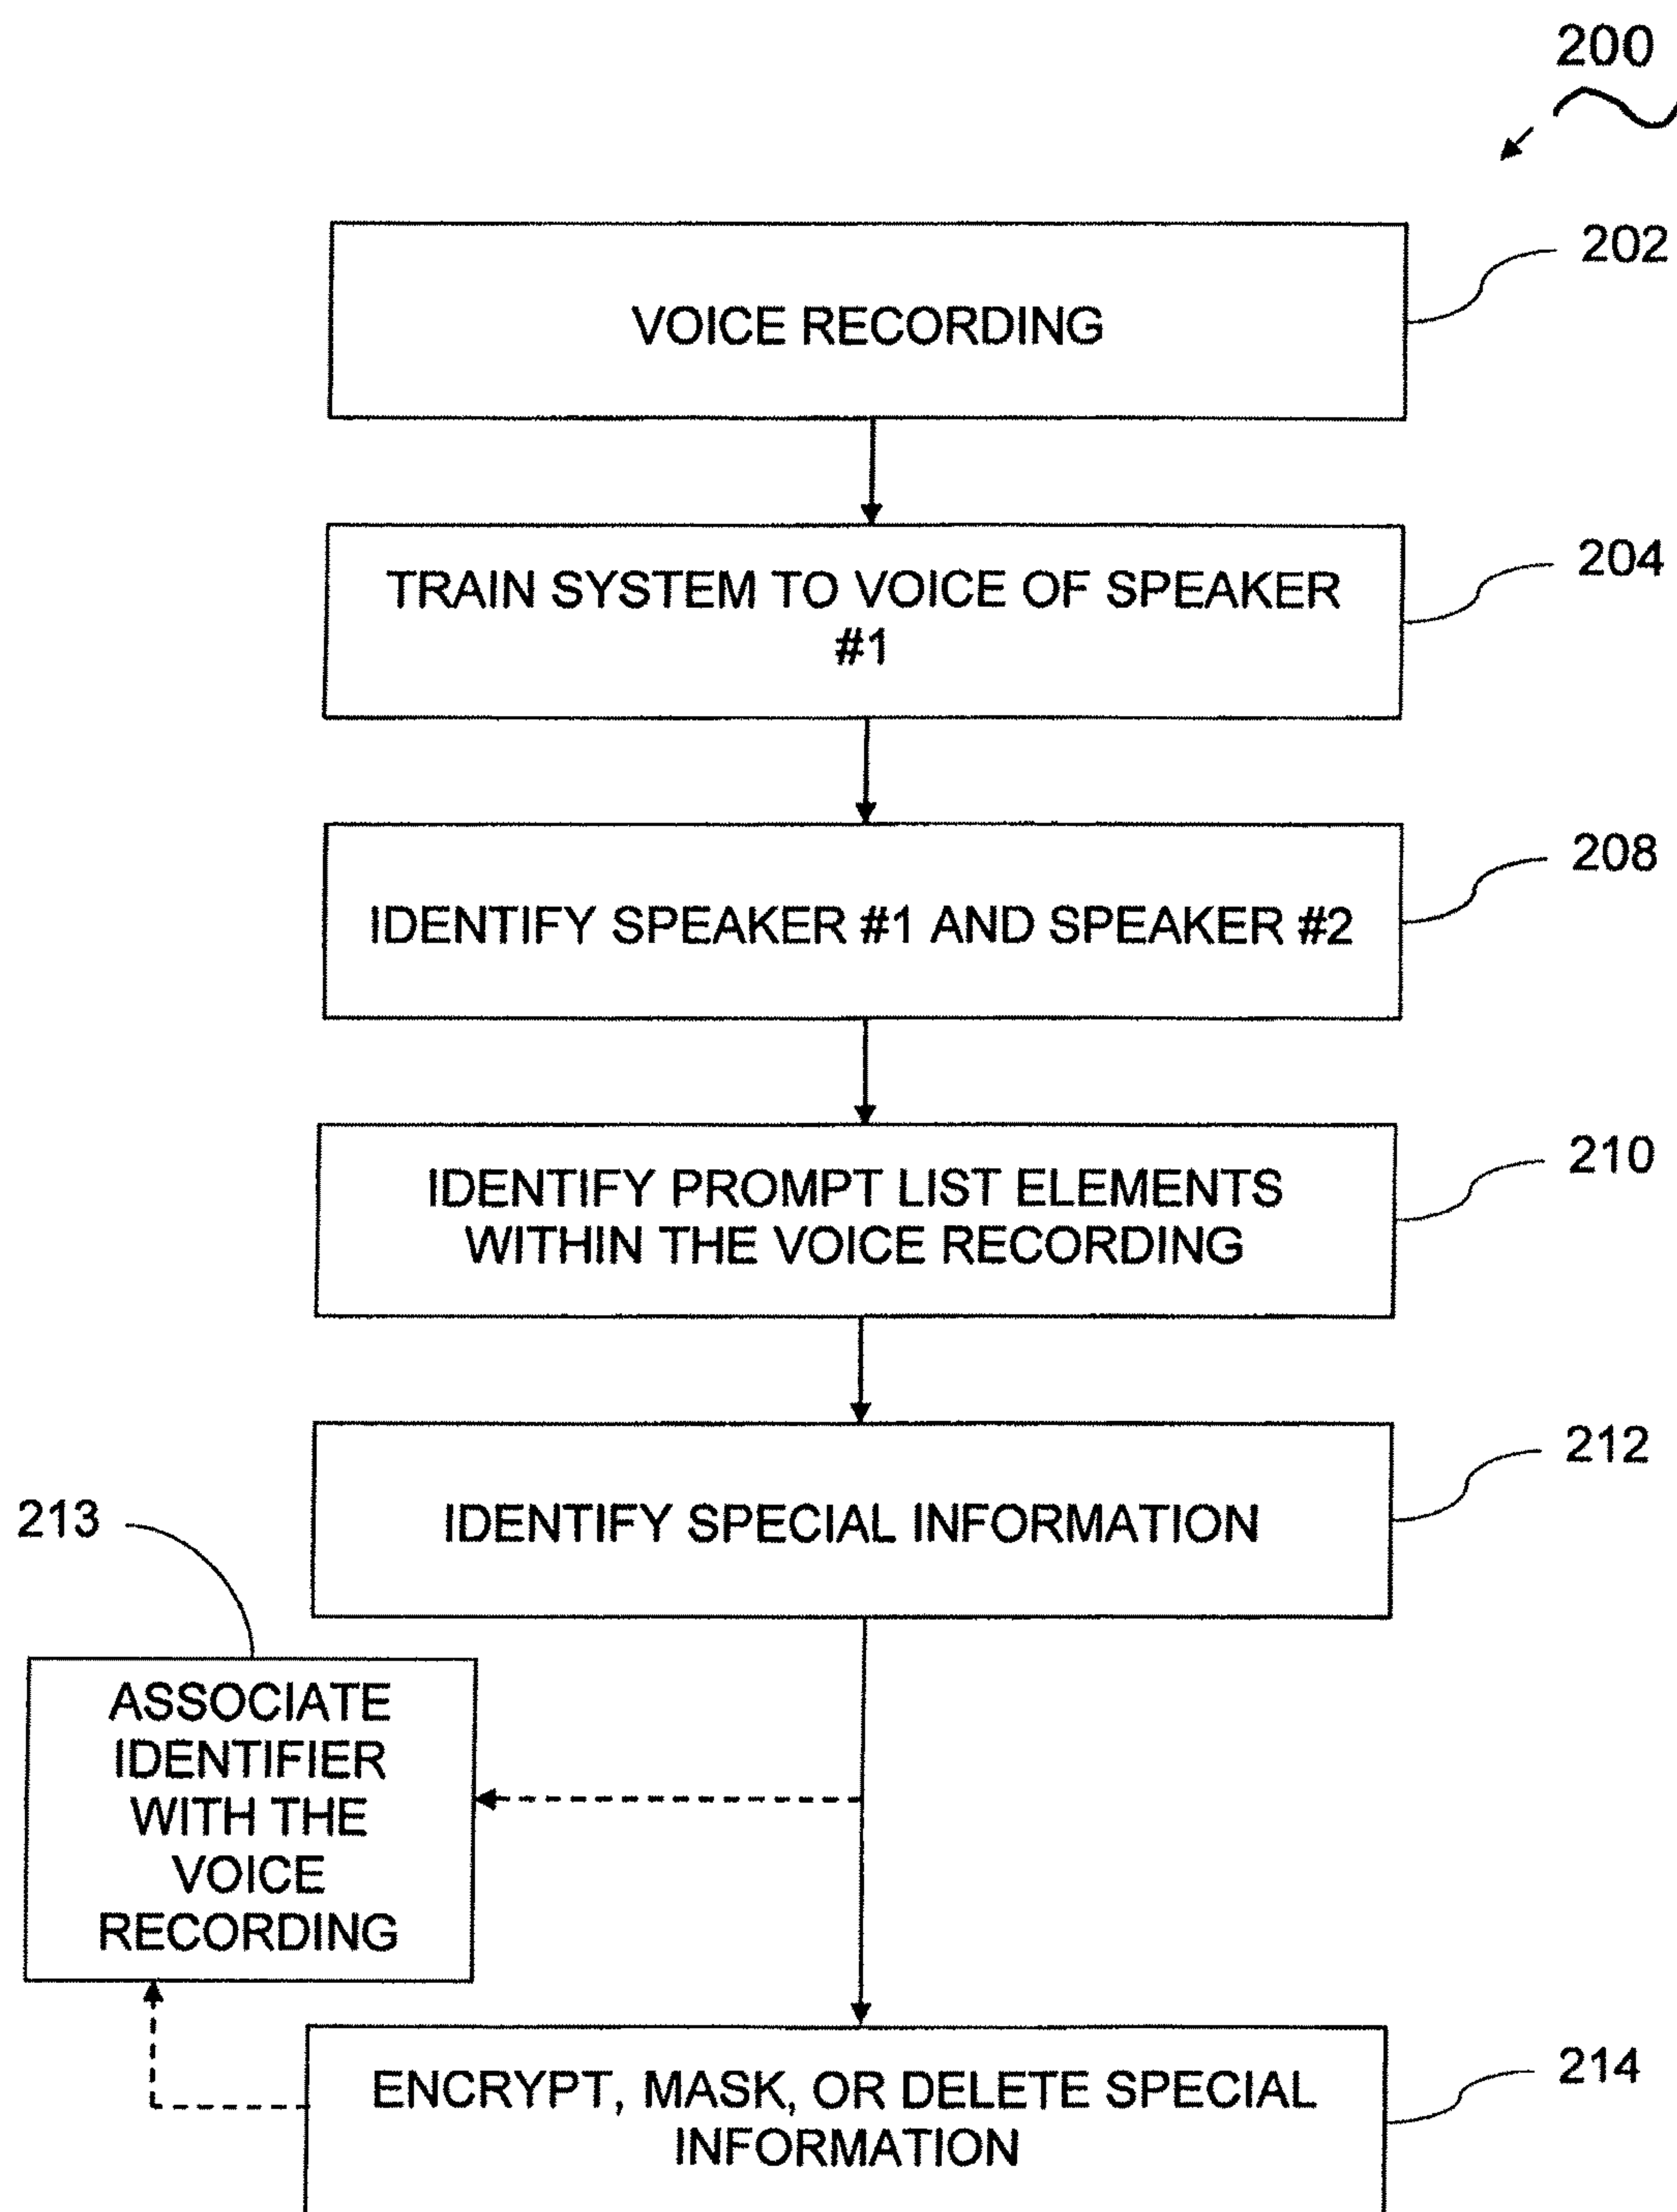 200
202
VOICE RECORDING
204
TRAIN SYSTEM TO VOICE OF SPEAKER
#1
208
IDENTIFY SPEAKER #1 AND SPEAKER #2
210
IDENTIFY PROMPT LIST ELEMENTS
WITHIN THE VOICE RECORDING
212
IDENTIFY SPECIAL INFORMATION
213
ASSOCIATE
IDENTIFIER
WITH THE
VOICE
RECORDING
214
ENCRYPT, MASK, OR DELETE SPECIAL
INFORMATION